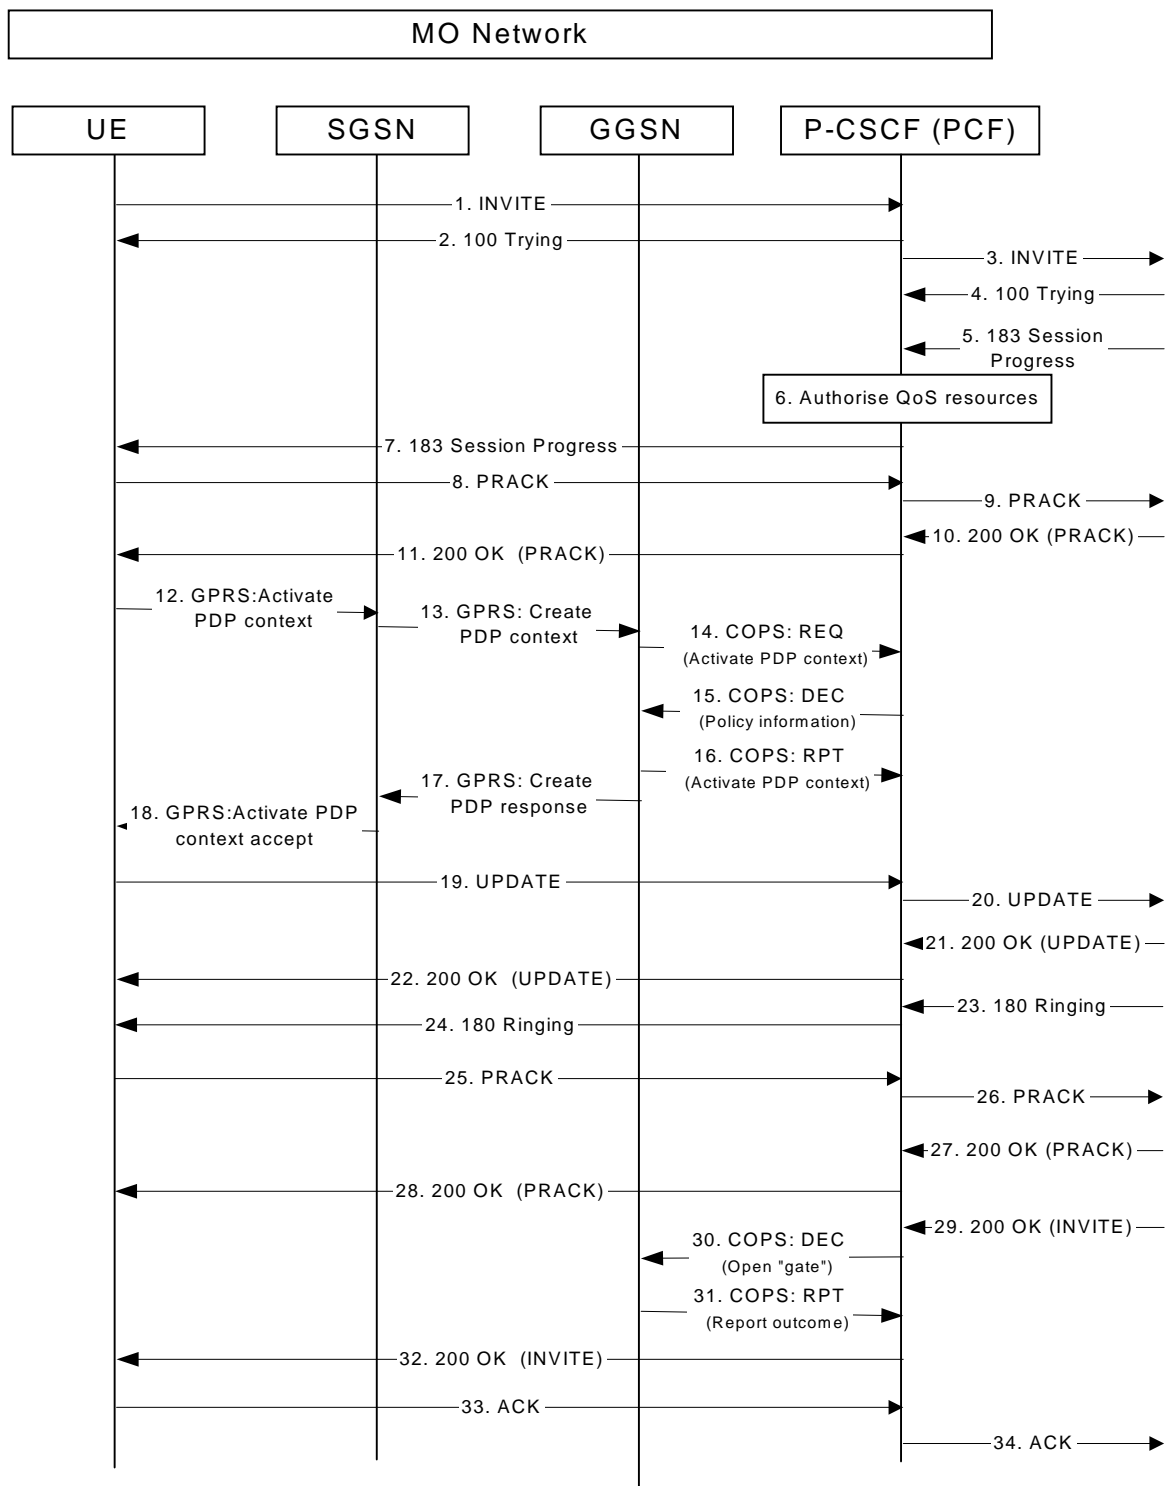 MO Network
UE
SGSN
GGSN
P-CSCF (PCF)
1. INVITE
2. 100 Trying
3. INVITE
4. 100 Trying
5. 183 Session
Progress
6. Authorise QoS resources
7. 183 Session Progress
8. PRACK
9. PRACK
10. 200 OK (PRACK)
11. 200 OK (PRACK)
12. GPRS:Activate
PDP context
13. GPRS: Create
PDP context
14. COPS: REQ
(Activate PDP context)
15. COPS: DEC
(Policy information)
16. COPS: RPT
(Activate PDP context)
17. GPRS: Create
PDP response
18. GPRS:Activate PDP
context accept
19. UPDATE
20. UPDATE
21. 200 OK (UPDATE)
22. 200 OK (UPDATE)
23. 180 Ringing
24. 180 Ringing
25. PRACK
26. PRACK
27. 200 OK (PRACK)
28. 200 OK (PRACK)
29. 200 OK (INVITE)
30. COPS: DEC
(Open "gate")
31. COPS: RPT
(Report outcome)
32. 200 OK (INVITE)
33. ACK
34. ACK